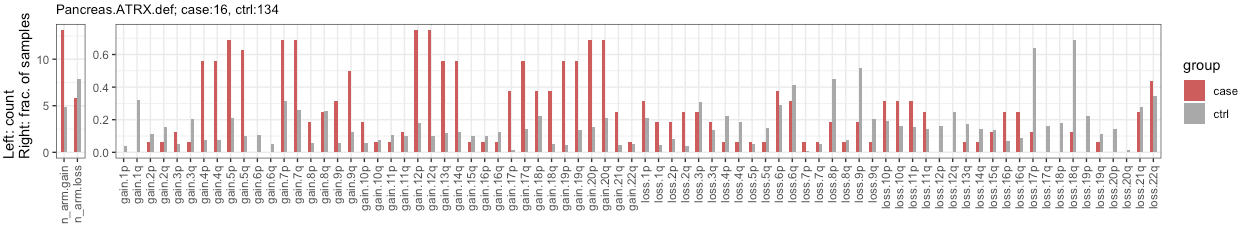 Pancreas.ATRX.def; case:16, ctrl:134
Left: count
Right: frac. of samples
10
5
0
n_arm.gain
n_arm.loss
0.6
0.4
0.2
0.0
gain.1p
gain.1q
gain.2p
gain.2q
gain.3p
gain.3q
gain.4p
gain.4q
gain.5p
gain.5q
gain.6p
gain.6q
gain.7p
gain.7q
gain.8p
gain.8q
gain.9p
gain.9q
gain.10p
gain.10q
gain.11p
gain.11q
gain.12p
gain.12q
gain.13q
gain.14q
gain.15q
gain.16p
gain.16q
gain.17p
gain.17q
gain.18p
gain.18q
gain.19p
gain.19q
gain.20p
gain.20q
gain.21q
gain.22q
loss.1p
loss.1q
loss.2p
loss.2q
loss.3p
loss.3q
loss.4p
loss.4q
loss.5p
loss.5q
loss.6p
loss.6q
loss.7p
loss.7q
loss.8p
loss.8q
loss.9p
loss.9q
loss.10p
loss.10q
loss.11p
loss.11q
loss.12p
loss.12q
loss.13q
loss.14q
loss.15q
loss.16p
loss.16q
loss.17p
loss.17q
loss.18p
loss.18q
loss.19p
loss.19q
loss.20p
loss.20q
loss.21q
loss.22q
group
case
ctrl